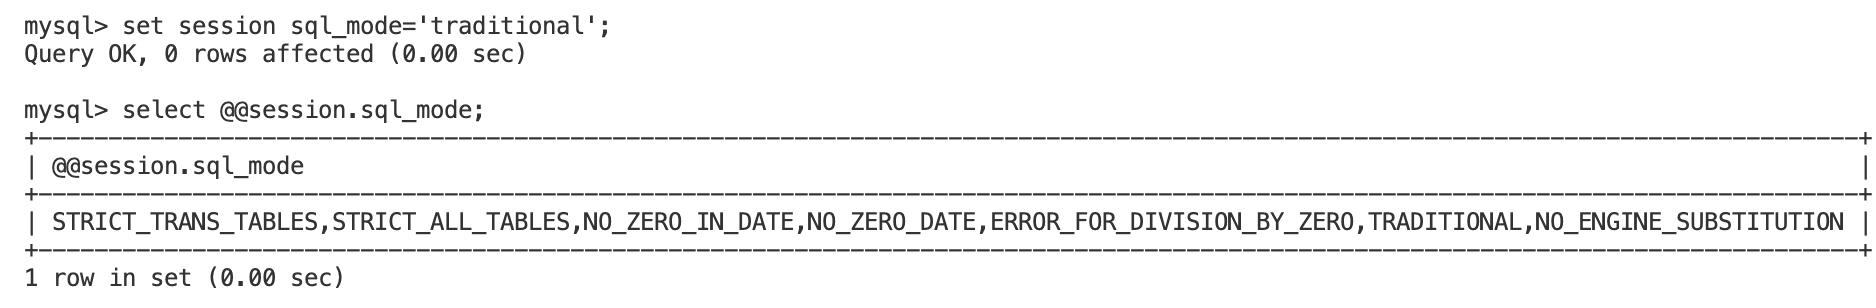 mysql> set session sql_mode='traditional';
Query OK, 0 rows affected (0.00 sec)
mysql> select @@session.sql_mode;
+----------------------------------------------------------------------------------------------------------------------------------+
| @@session.sql_mode                                                                                                               |
+----------------------------------------------------------------------------------------------------------------------------------+
| STRICT_TRANS_TABLES,STRICT_ALL_TABLES,NO_ZERO_IN_DATE,NO_ZERO_DATE,ERROR_FOR_DIVISION_BY_ZERO,TRADITIONAL,NO_ENGINE_SUBSTITUTION |
+----------------------------------------------------------------------------------------------------------------------------------+
1 row in set (0.00 sec)